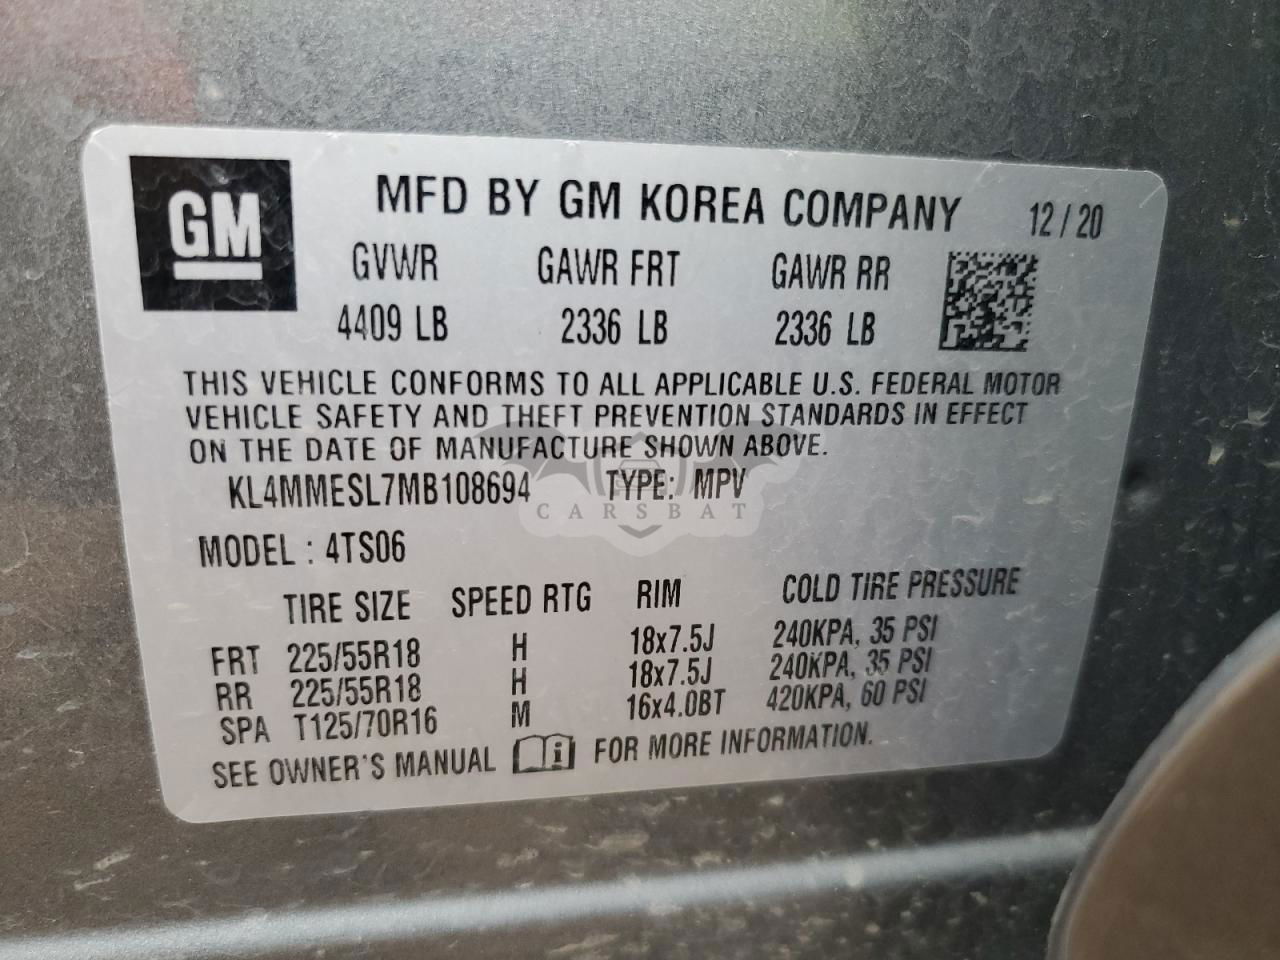 GM
MFD BY GM KOREA COMPANY 12/20
GVWR GAWR FRT GAWR RR
4409 LB 2336 LB 2336 LB
THIS VEHICLE CONFORMS TO ALL APPLICABLE U.S. FEDERAL MOTOR
VEHICLE SAFETY AND THEFT PREVENTION STANDARDS IN EFFECT
ON THE DATE OF MANUFACTURE SHOWN ABOVE.
KL4MMESL7MB108694 TYPE: MPV
CARSBAT
MODEL : 4TS06
TIRE SIZE SPEED RTG RIM COLD TIRE PRESSURE
FRT 225/55R18 H 18x7.5J 240KPA, 35 PSI
RR 225/55R18 H 18x7.5J 240KPA, 35 PSI
SPA T125/70R16 M 16x4.0BT 420KPA, 60 PSI
SEE OWNER'S MANUAL i FOR MORE INFORMATION.